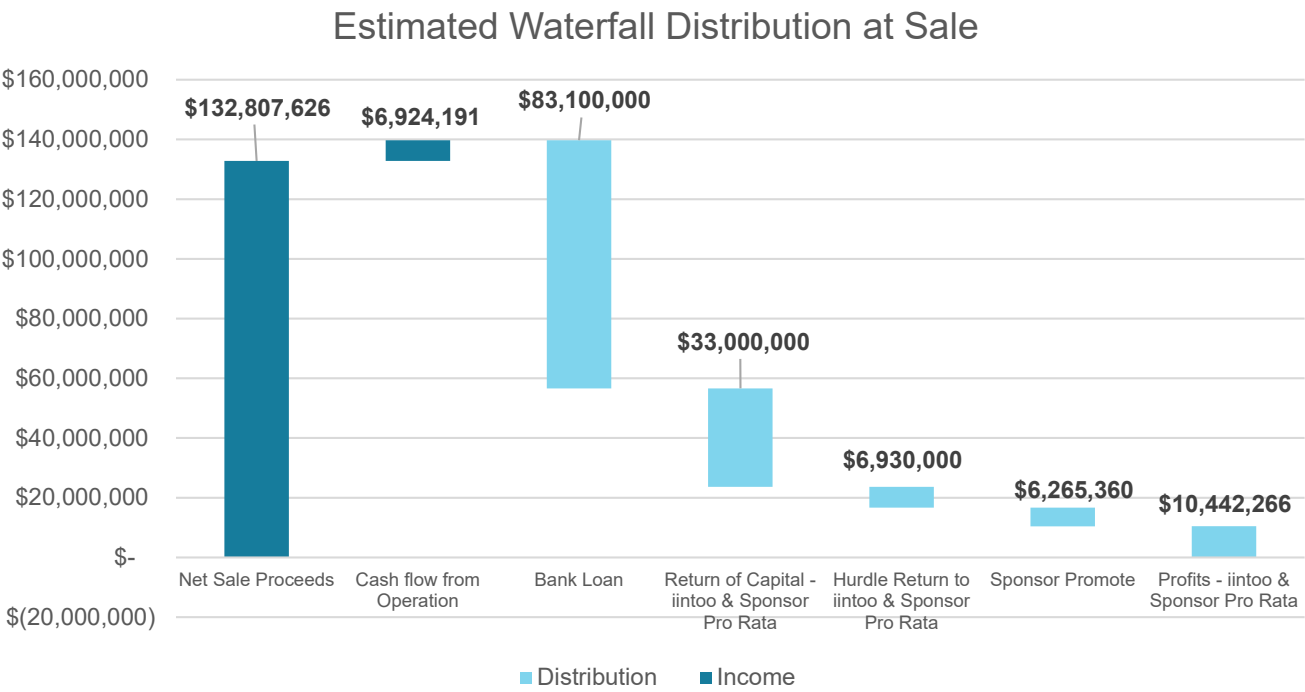 Estimated Waterfall Distribution at Sale
$160,000,000
$140,000,000
$120,000,000
$100,000,000
$80,000,000
$60,000,000
$40,000,000
$20,000,000
$-
$(20,000,000)
$132,807,626
$6,924,191
$83,100,000
$33,000,000
$6,930,000
$6,265,360
$10,442,266
Net Sale Proceeds
Cash flow from
Operation
Bank Loan
Return of Capital -
iintoo & Sponsor
Pro Rata
Hurdle Return to
iintoo & Sponsor
Pro Rata
Sponsor Promote
Profits - iintoo &
Sponsor Pro Rata
Distribution
Income